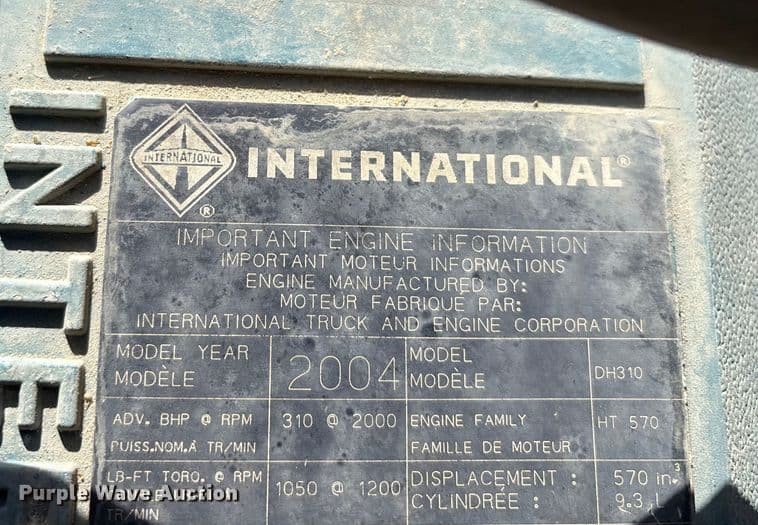 INTE
INTERNATIONAL
INTERNATIONAL®
®
IMPORTANT ENGINE INFORMATION
IMPORTANT MOTEUR INFORMATIONS
ENGINE MANUFACTURED BY:
MOTEUR FABRIQUÉ PAR:
INTERNATIONAL TRUCK AND ENGINE CORPORATION
MODEL YEAR 2004 MODEL DH310
MODÈLE MODÈLE
ADV. BHP @ RPM 310 @ 2000 ENGINE FAMILY HT 570
PUISS.NOM.À TR/MIN FAMILLE DE MOTEUR
LB-FT TORQ. @ RPM 1050 @ 1200 DISPLACEMENT : 570 in.³
CYLINDRÉE : 9.3 L
TR/MIN
Purple Wave Auction